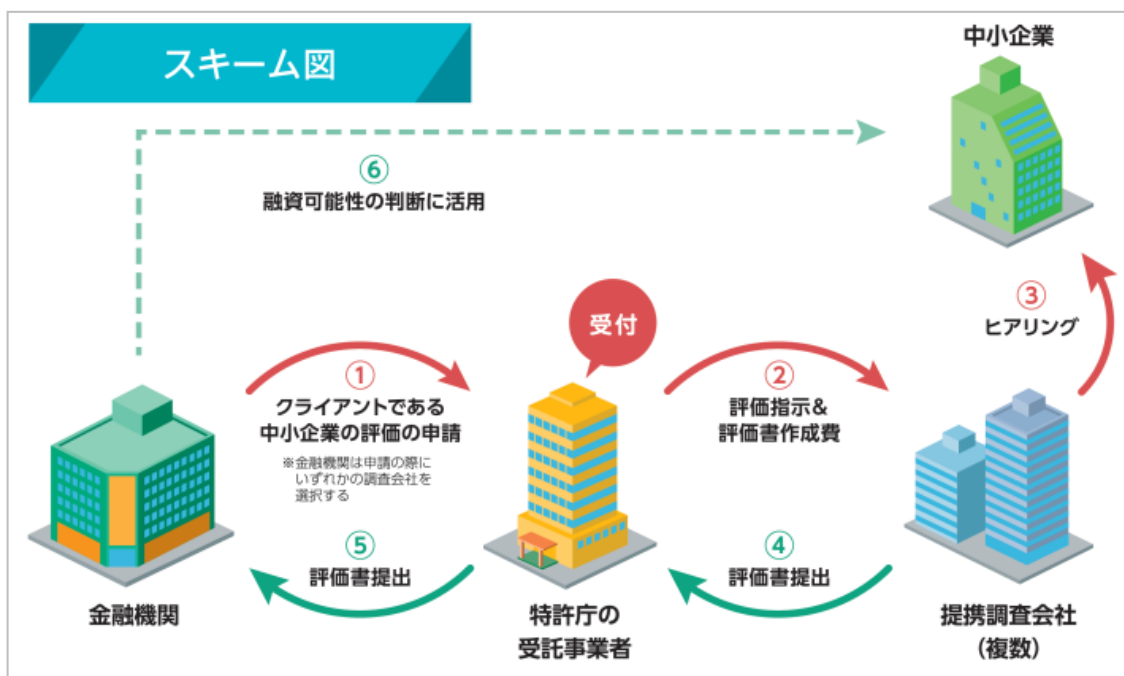 スキーム図
中小企業
⑥
融資可能性の判断に活用
受付
③
ヒアリング
①
クライアントである
中小企業の評価の申請
※金融機関は申請の際に
いずれかの調査会社を
選択する
②
評価指示&
評価書作成費
⑤
評価書提出
④
評価書提出
金融機関
特許庁の
受託事業者
提携調査会社
(複数)